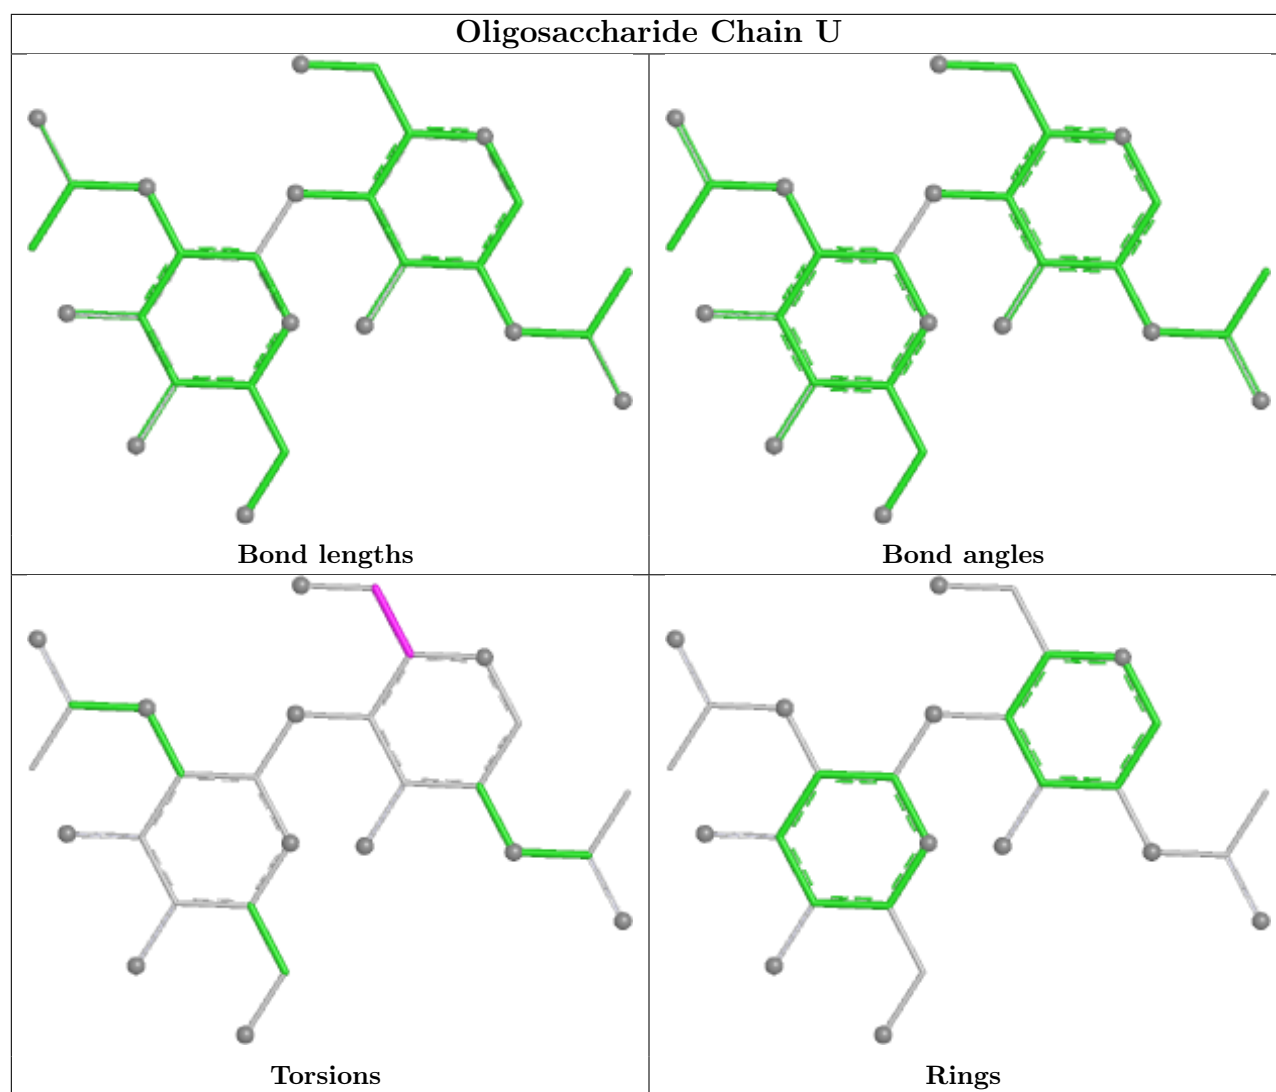 Oligosaccharide Chain U
Bond lengths
Bond angles
Torsions
Rings